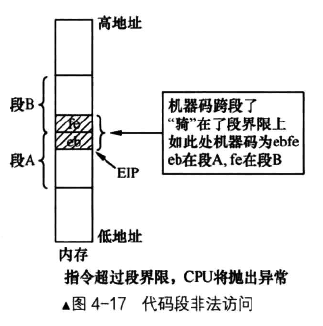 高地址
段B
fe
eb
段A
EIP
机器码跨段了
“骑”在了段界限上
如此处机器码为ebfe
eb在段A, fe在段B
低地址
内存
指令超过段界限，CPU将抛出异常
▲图 4-17 代码段非法访问